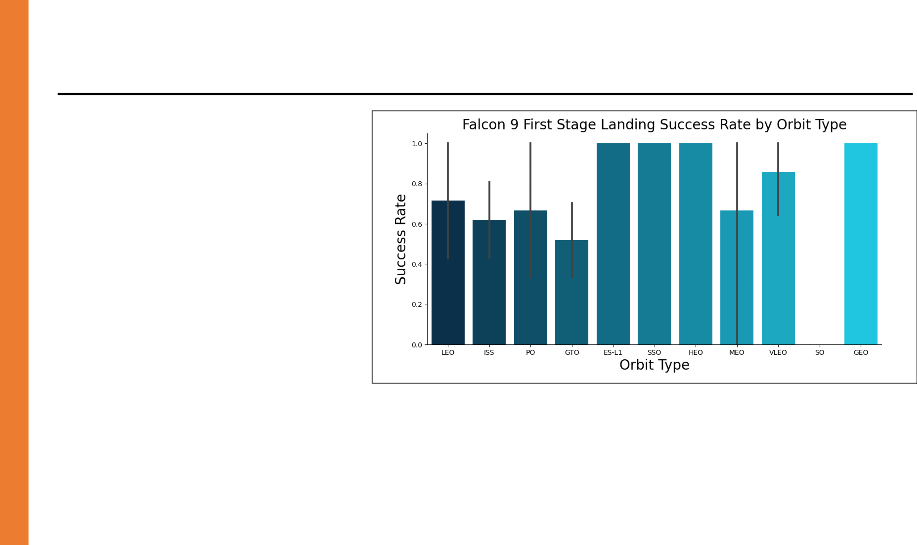 Falcon 9 First Stage Landing Success Rate by Orbit Type
1.0
0.8
0.6
0.4
0.2
0.0
Success Rate
LEO ISS PO GTO ES-L1 SSO HEO MEO VLEO SO GEO
Orbit Type